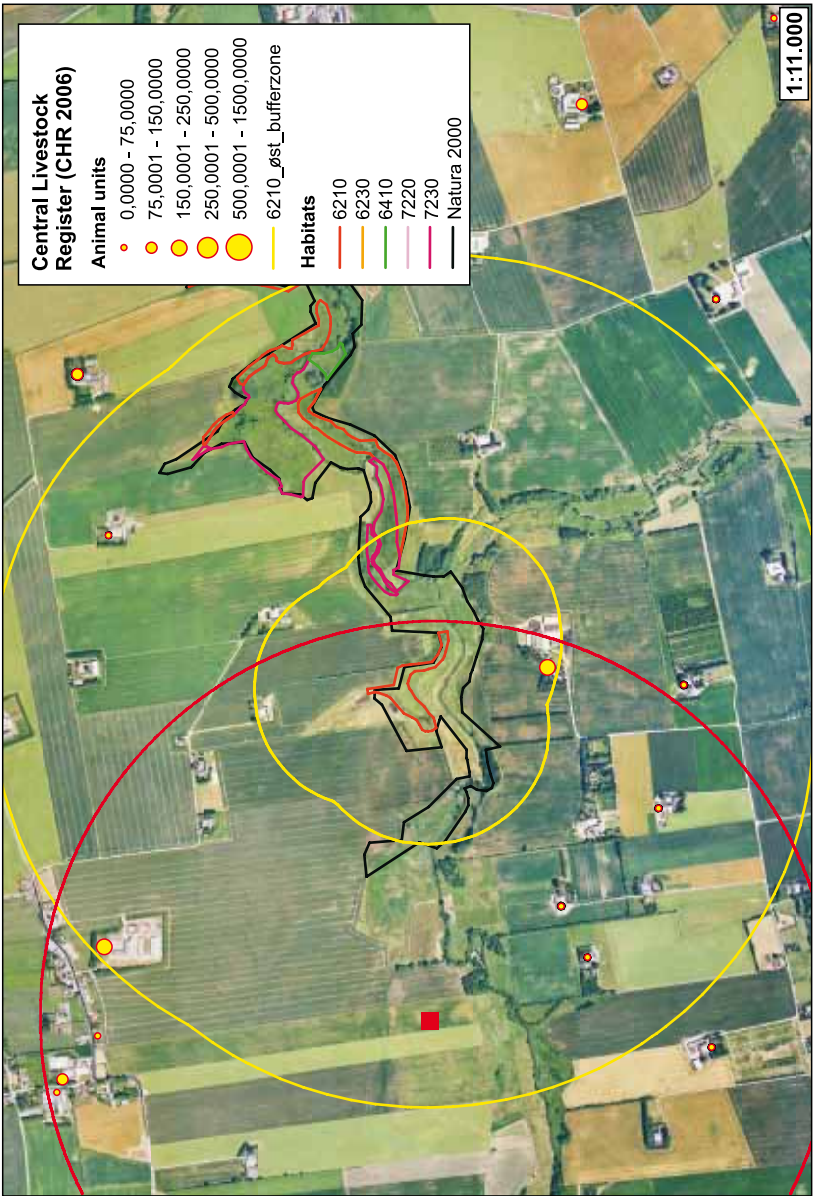 Central Livestock
Register (CHR 2006)
Animal units
0,0000 - 75,0000
75,0001 - 150,0000
150,0001 - 250,0000
250,0001 - 500,0000
500,0001 - 1500,0000
6210_øst_bufferzone
Habitats
6210
6230
6410
7220
7230
Natura 2000
1:11.000